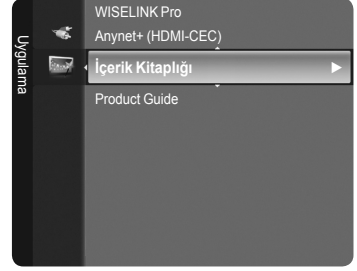 Uygulama
WISELINK Pro
Anynet+ (HDMI-CEC)
İçerik Kitaplığı
Product Guide